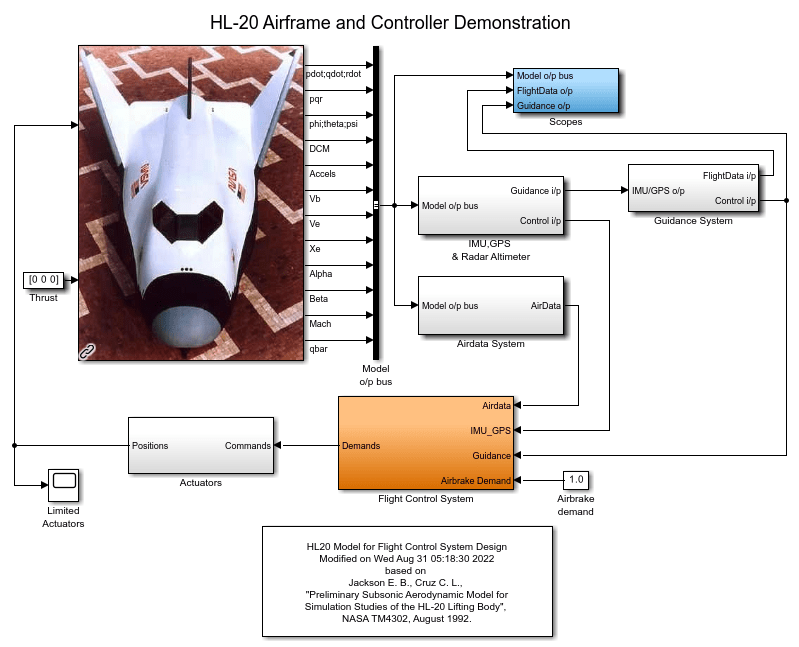 HL-20 Airframe and Controller Demonstration
pdot;qdot;rdot
pqr
phi;theta;psi
DCM
Accels
Vb
Ve
Xe
Alpha
Beta
Mach
qbar
NASA
[0 0 0]
Thrust
Model
o/p bus
Model o/p bus
FlightData o/p
Guidance o/p
Scopes
Model o/p bus
Guidance i/p
Control i/p
IMU,GPS
& Radar Altimeter
IMU/GPS o/p
FlightData i/p
Control i/p
Guidance System
Model o/p bus
AirData
Airdata System
Airdata
IMU_GPS
Guidance
Airbrake Demand
Demands
Flight Control System
Positions
Commands
Actuators
Limited
Actuators
1.0
Airbrake
demand
HL20 Model for Flight Control System Design
Modified on Wed Aug 31 05:18:30 2022
based on
Jackson E. B., Cruz C. L.,
"Preliminary Subsonic Aerodynamic Model for
Simulation Studies of the HL-20 Lifting Body",
NASA TM4302, August 1992.